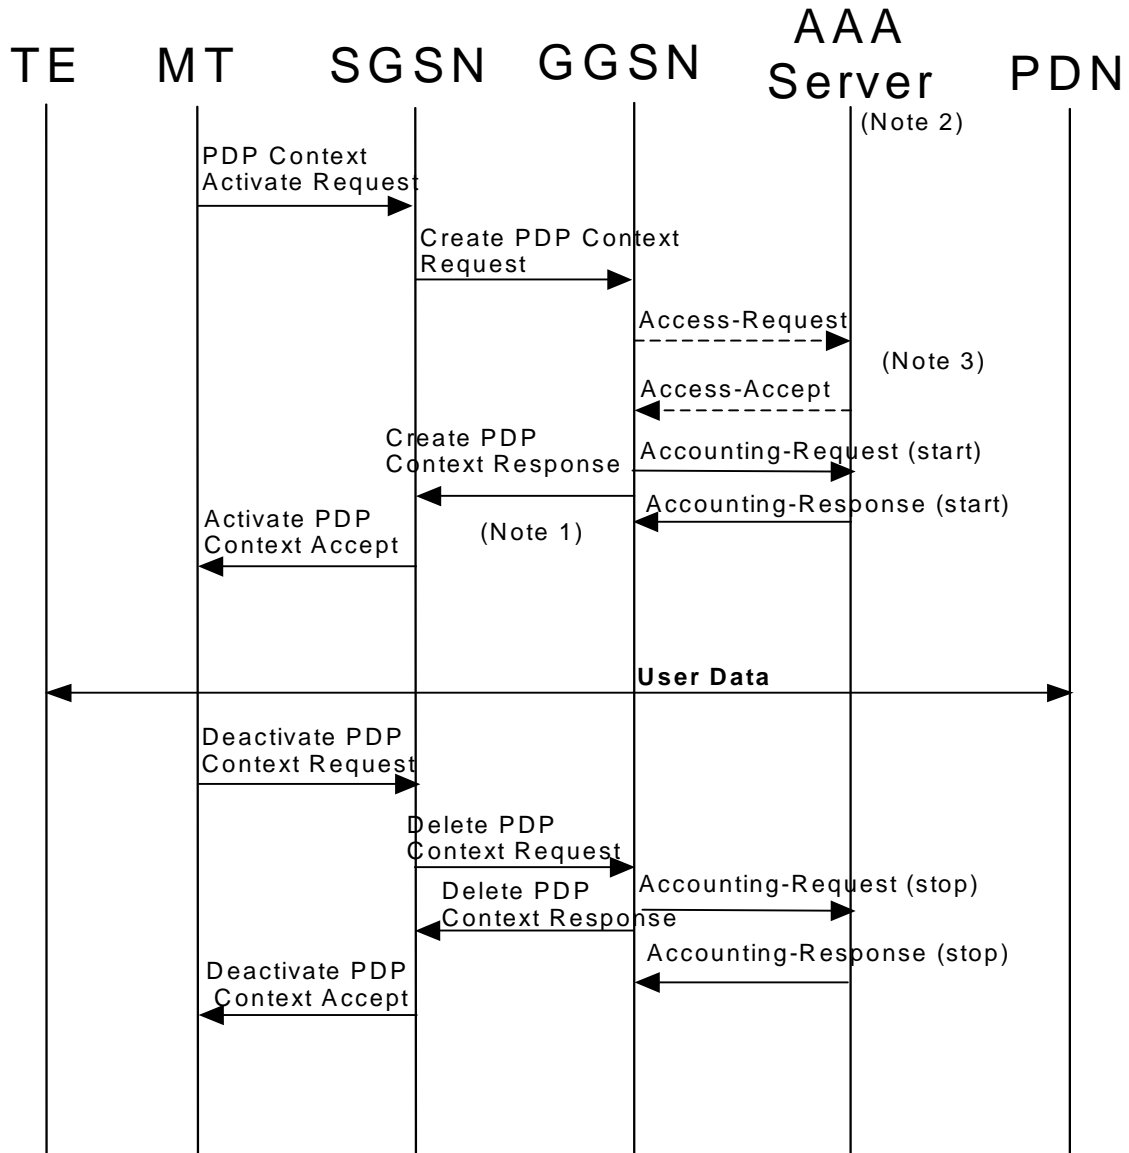 TE
MT
SGSN
GGSN
AAA
Server
PDN
(Note 2)
PDP Context
Activate Request
Create PDP Context
Request
Access-Request
(Note 3)
Access-Accept
Create PDP
Context Response
Accounting-Request (start)
Accounting-Response (start)
(Note 1)
Activate PDP
Context Accept
User Data
Deactivate PDP
Context Request
Delete PDP
Context Request
Accounting-Request (stop)
Delete PDP
Context Response
Accounting-Response (stop)
Deactivate PDP
Context Accept